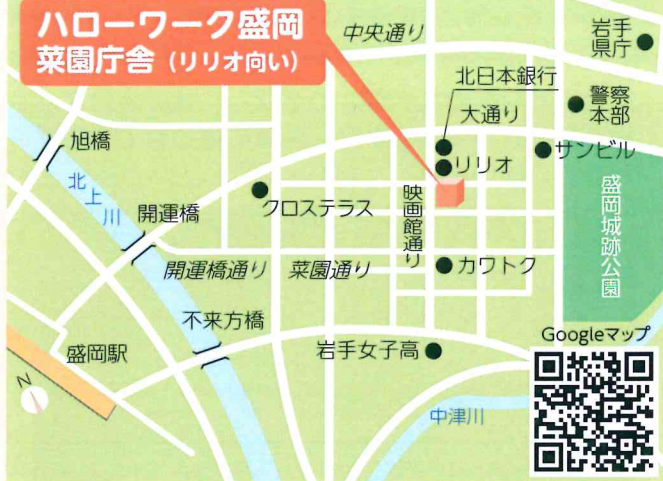 ハローワーク盛岡
菜園庁舎（リリオ向い）
中央通り
岩手
県庁
北日本銀行
大通り
警察
本部
旭橋
リリオ
サンビル
北上川
開運橋
クロステラス
映画館通り
盛岡城跡公園
開運橋通り
菜園通り
カワトク
不来方橋
盛岡駅
岩手女子高
Googleマップ
N
中津川